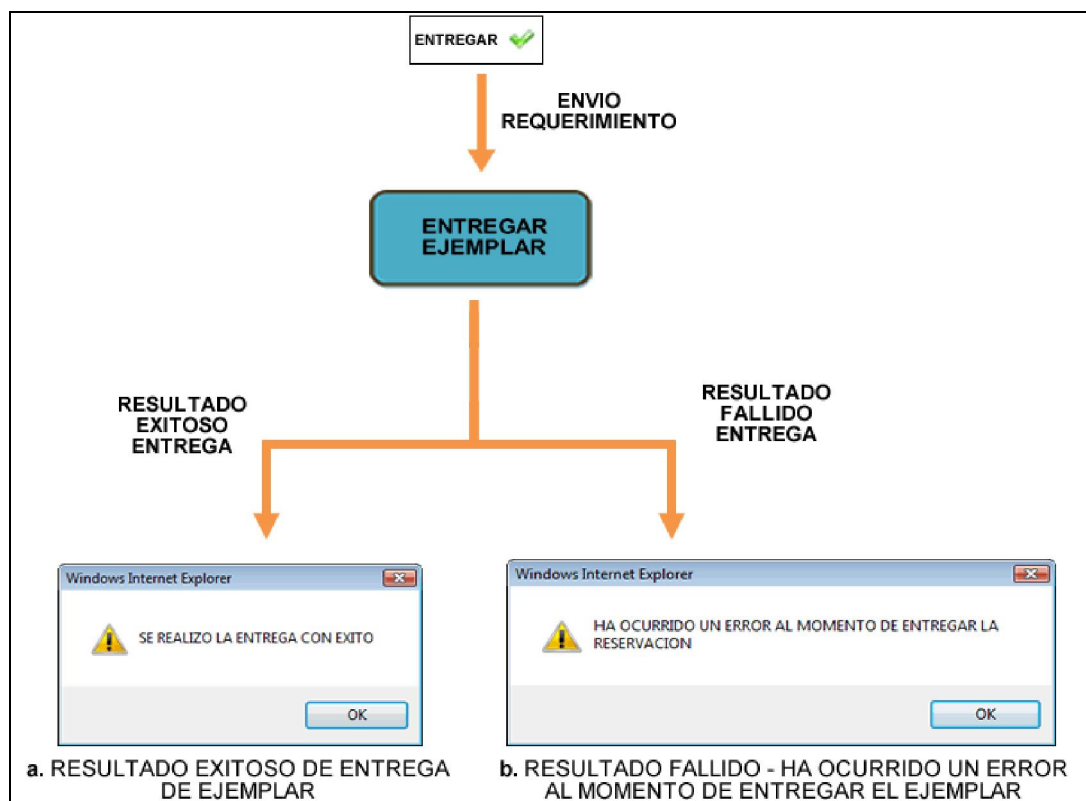 ENTREGAR
ENVIO
REQUERIMIENTO
ENTREGAR
EJEMPLAR
RESULTADO
EXITOSO
ENTREGA
RESULTADO
FALLIDO
ENTREGA
Windows Internet Explorer
SE REALIZO LA ENTREGA CON EXITO
OK
Windows Internet Explorer
HA OCURRIDO UN ERROR AL MOMENTO DE ENTREGAR LA
RESERVACION
OK
a. RESULTADO EXITOSO DE ENTREGA
DE EJEMPLAR
b. RESULTADO FALLIDO - HA OCURRIDO UN ERROR
AL MOMENTO DE ENTREGAR EL EJEMPLAR